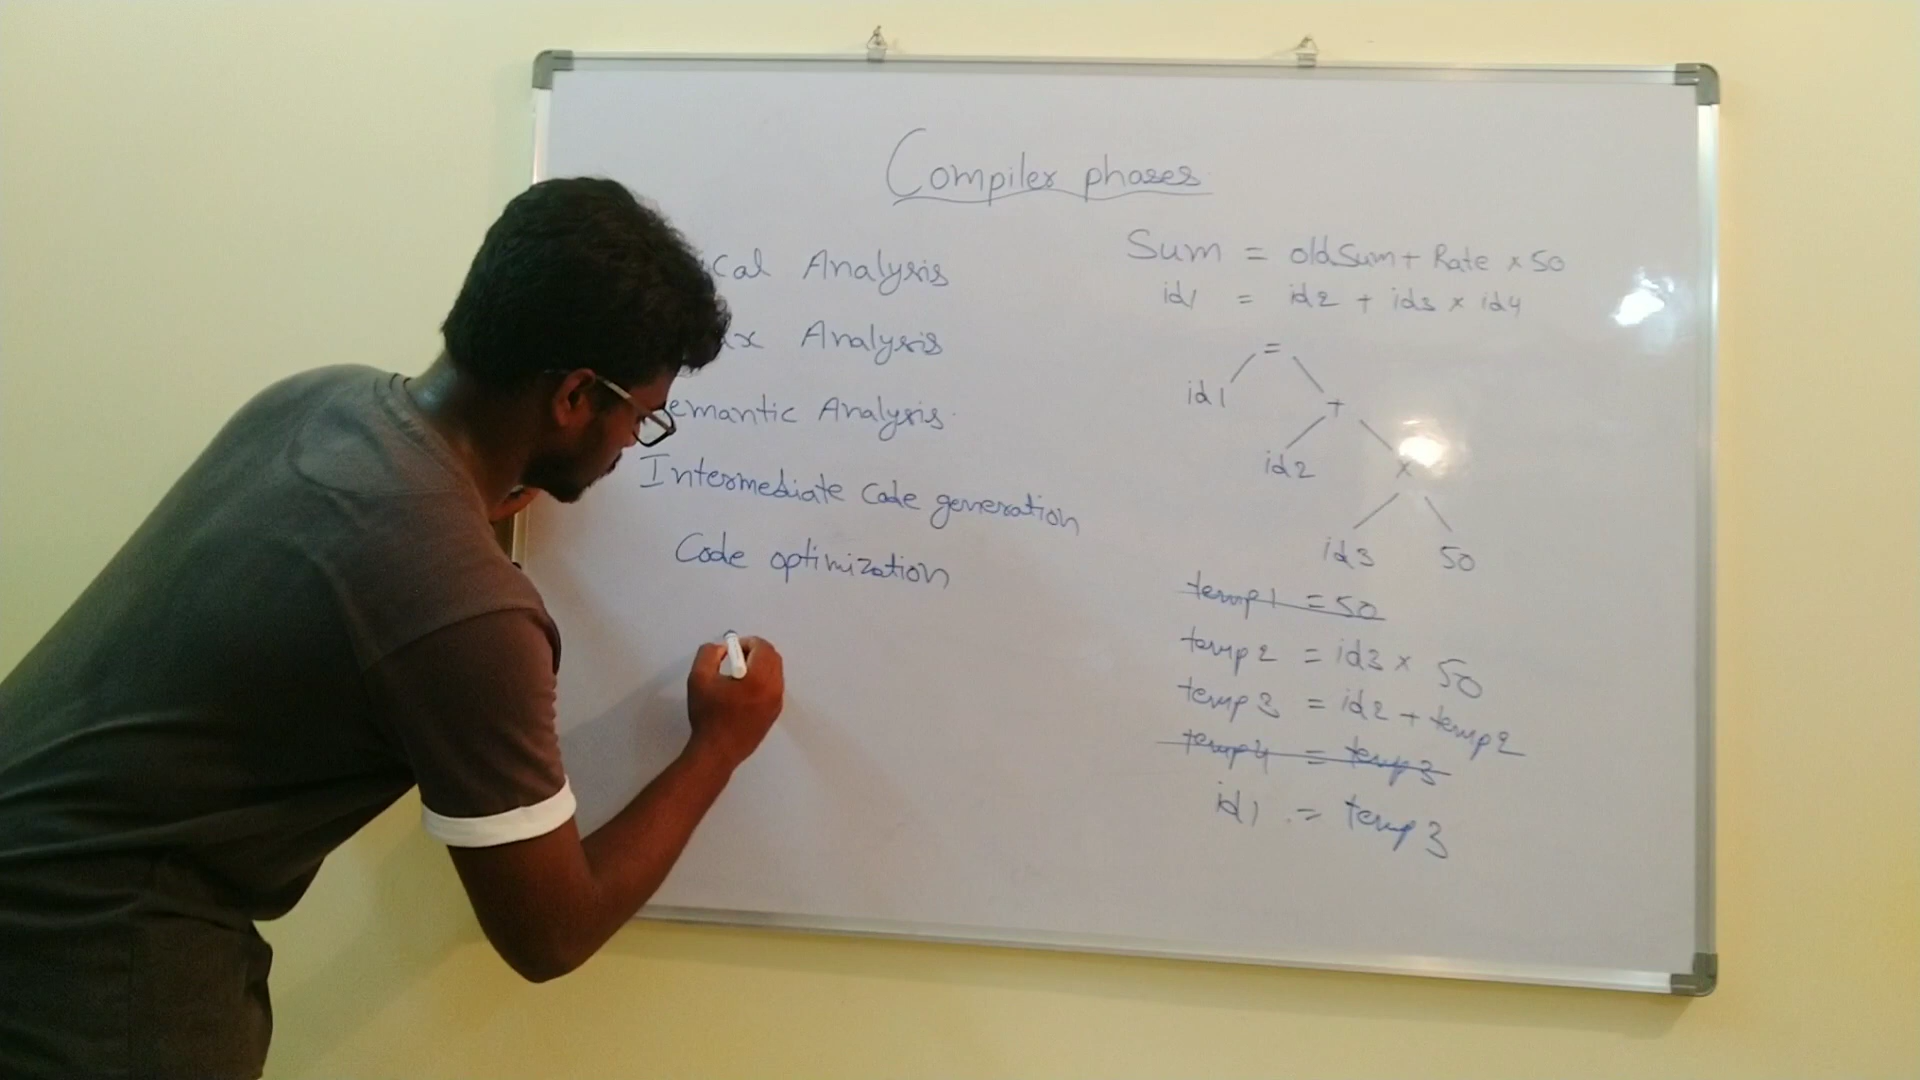 Compiler phases
cal Analysis
ax Analysis
emantic Analysis.
Intermediate Code generation
Code optimization
Sum = oldSum + Rate × 50
id1 = id2 + id3 × id4
=
id1 +
id2 ×
id3 50
temp1 = 50
temp2 = id3 × 50
temp3 = id2 + temp2
temp4 = temp3
id1 = temp3